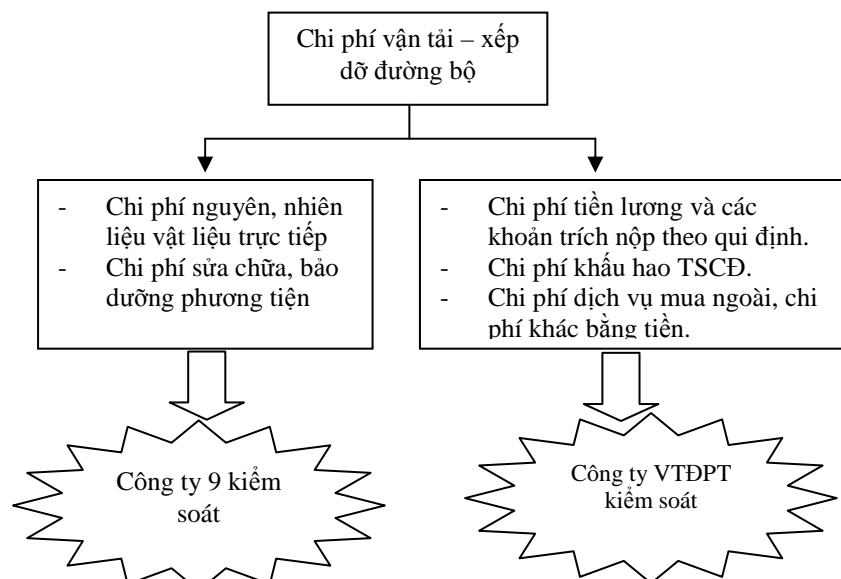 Chi phí vận tải – xếp
dỡ đường bộ
- Chi phí nguyên, nhiên
liệu vật liệu trực tiếp
- Chi phí sửa chữa, bảo
dưỡng phương tiện
- Chi phí tiền lương và các
khoản trích nộp theo qui định.
- Chi phí khấu hao TSCĐ.
- Chi phí dịch vụ mua ngoài, chi
phí khác bằng tiền.
Công ty 9 kiểm
soát
Công ty VTĐPT
kiểm soát